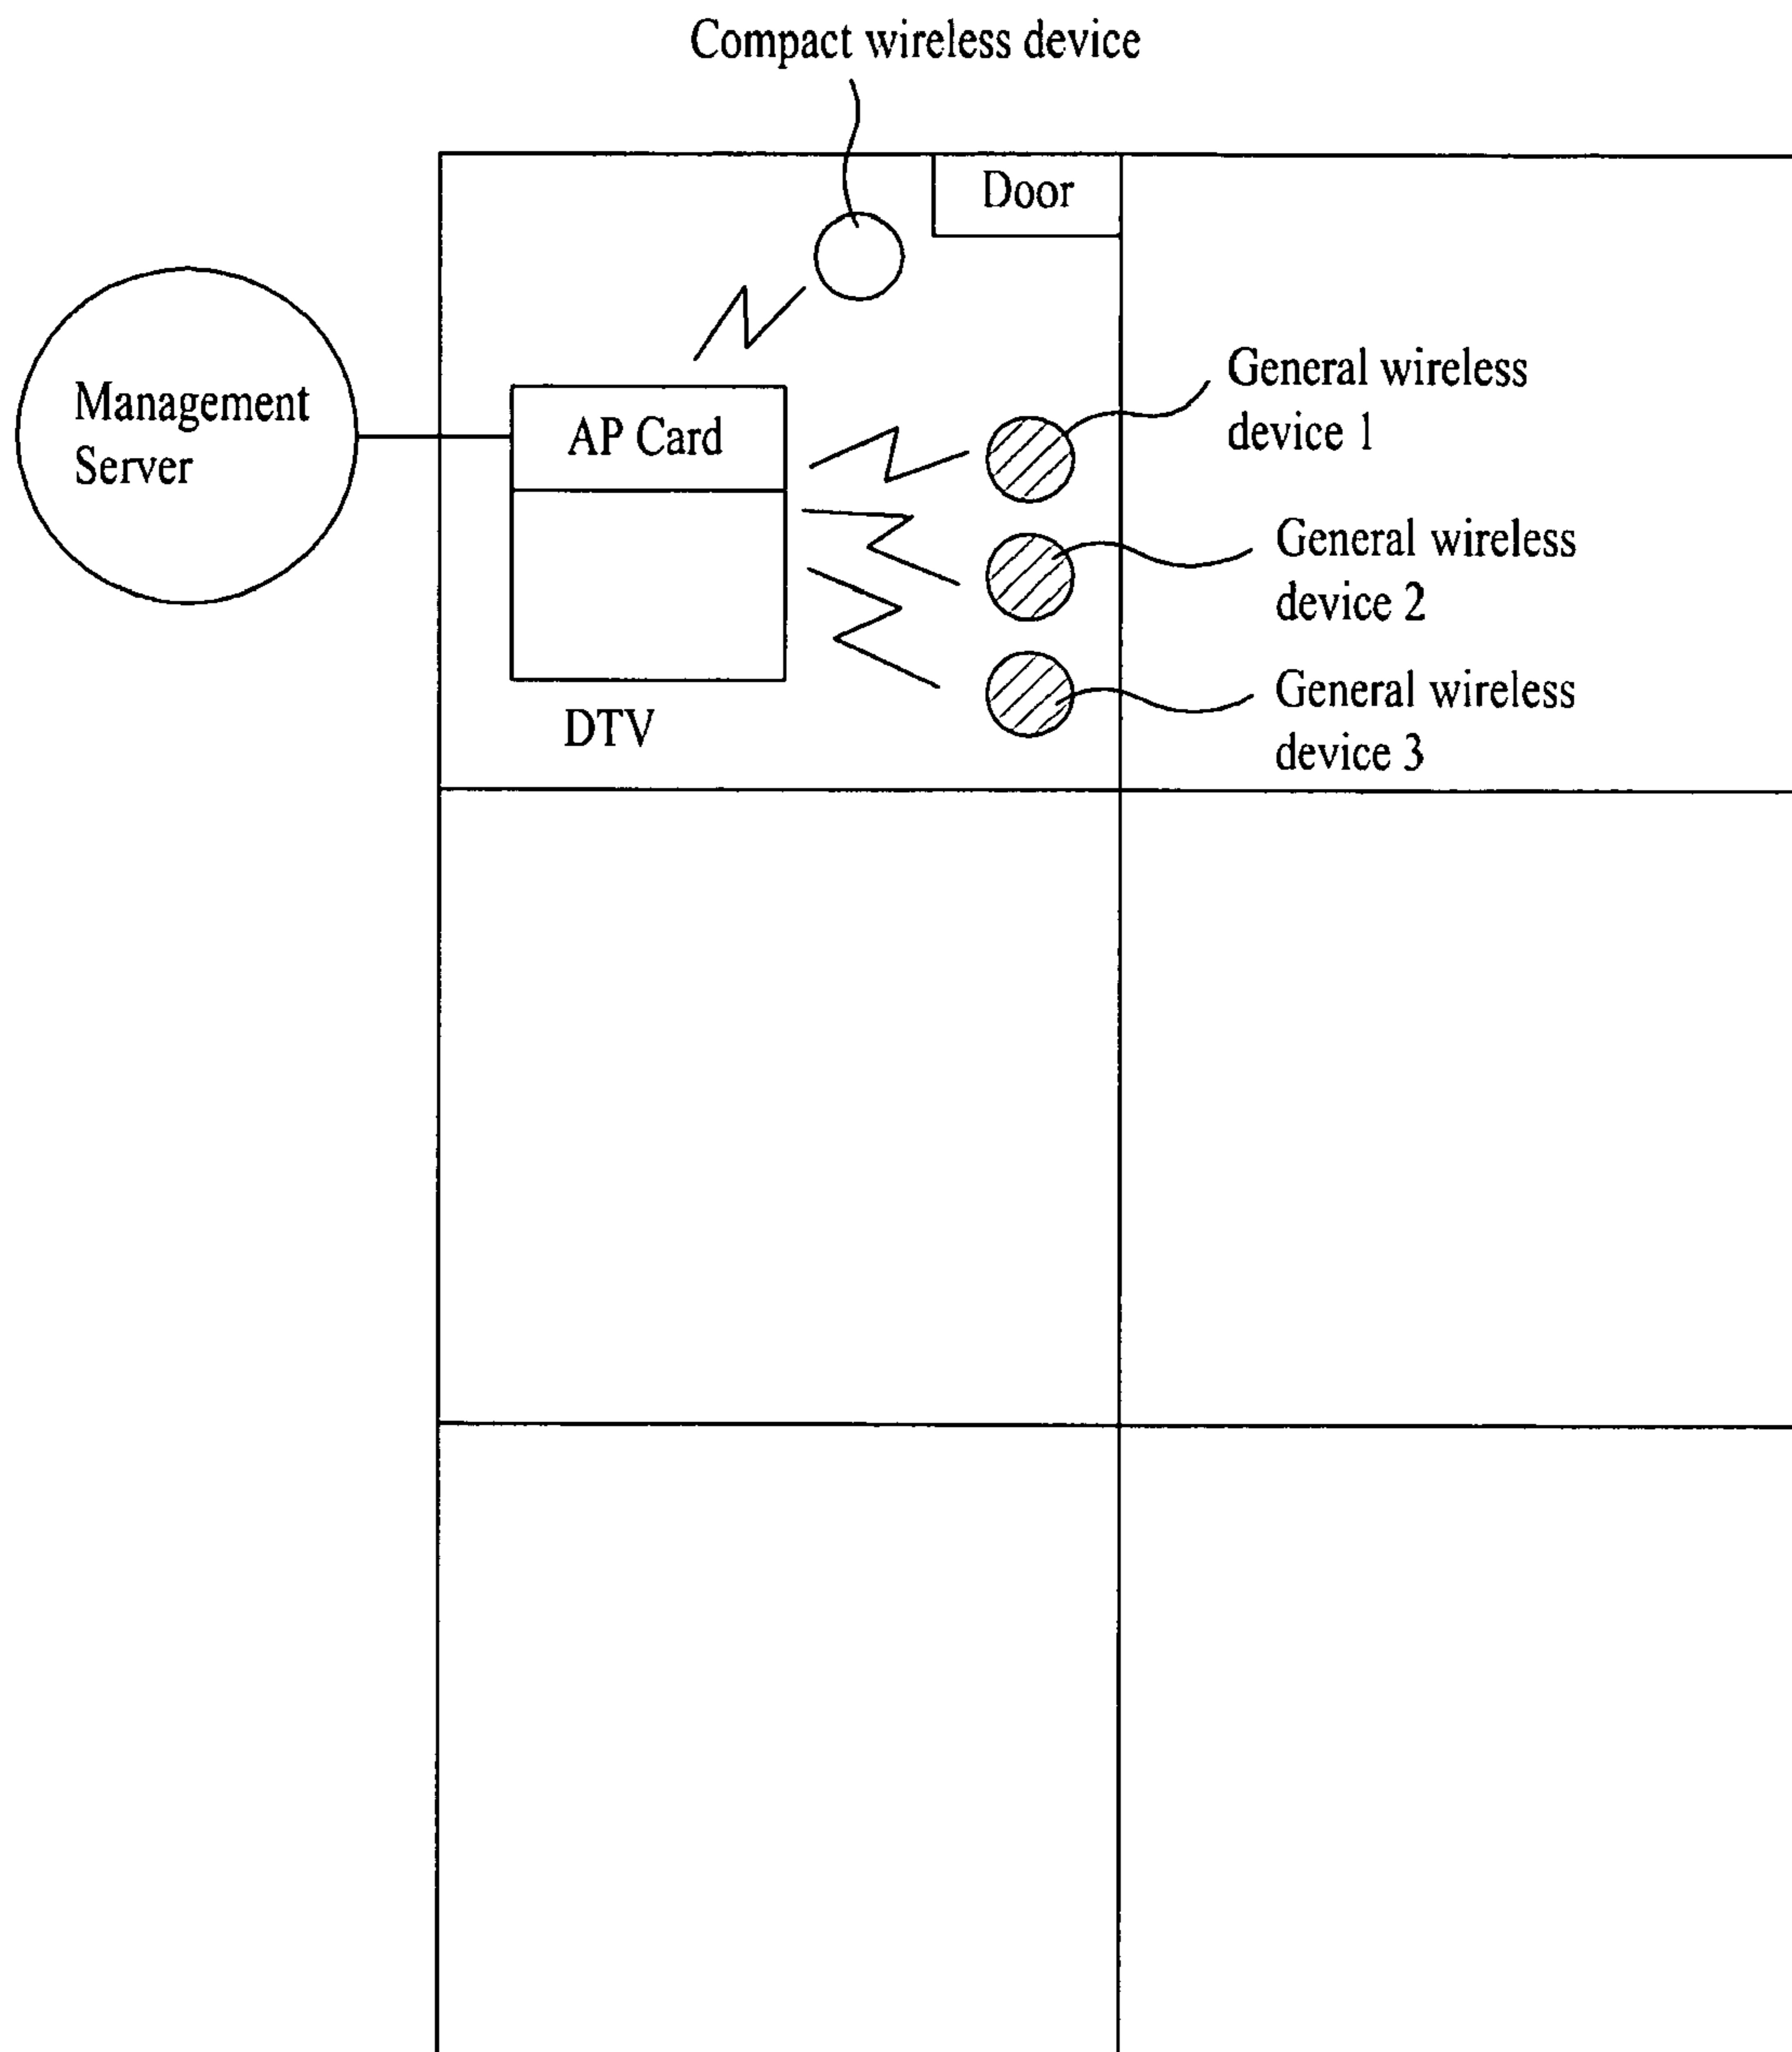 Compact wireless device
Door
Management
Server
AP Card
General wireless
device 1
General wireless
device 2
General wireless
device 3
DTV